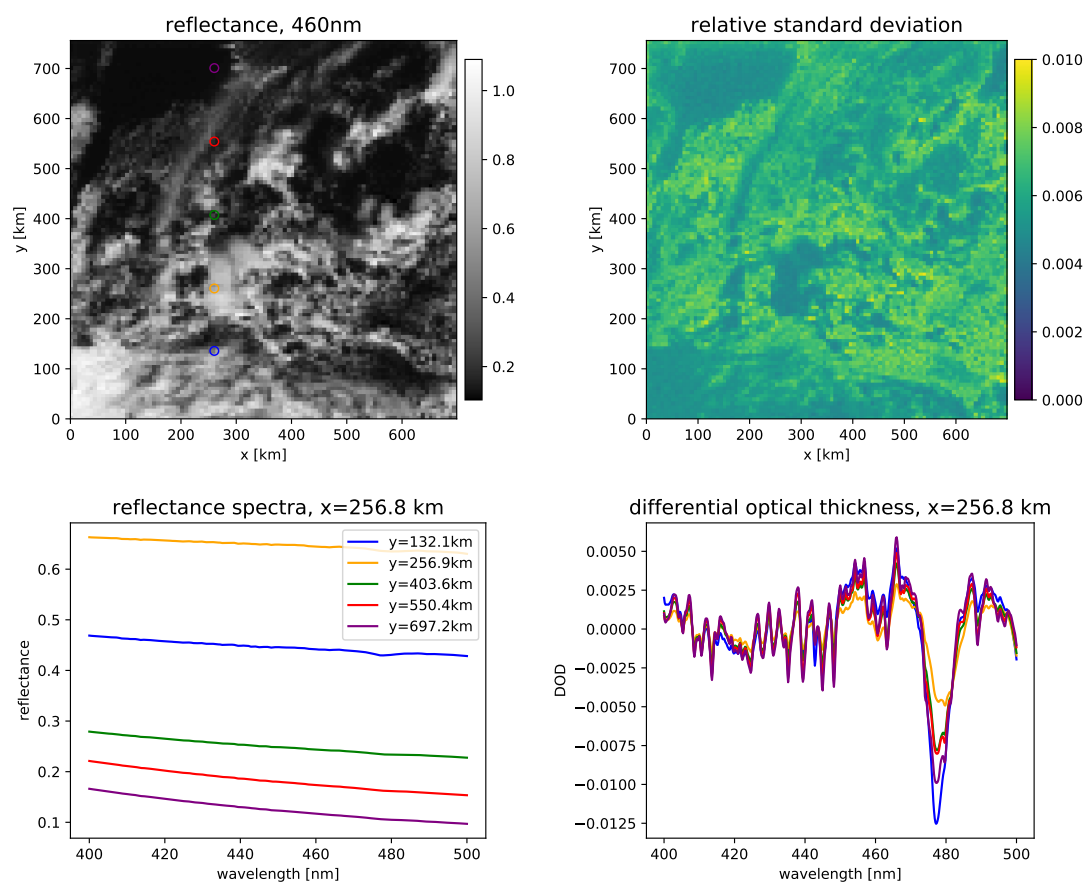 reflectance, 460nm
relative standard deviation
700
600
500
400
300
200
100
0
y [km]
0 100 200 300 400 500 600
x [km]
1.0
0.8
0.6
0.4
0.2
700
600
500
400
300
200
100
0
y [km]
0 100 200 300 400 500 600
x [km]
0.010
0.008
0.006
0.004
0.002
0.000
reflectance spectra, x=256.8 km
differential optical thickness, x=256.8 km
0.6
0.5
0.4
0.3
0.2
0.1
reflectance
y=132.1km
y=256.9km
y=403.6km
y=550.4km
y=697.2km
400 420 440 460 480 500
wavelength [nm]
0.0050
0.0025
0.0000
−0.0025
−0.0050
−0.0075
−0.0100
−0.0125
DOD
400 420 440 460 480 500
wavelength [nm]